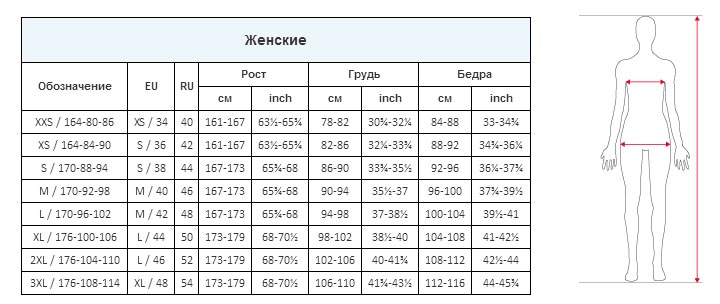 Женские
Обозначение EU RU Рост Грудь Бедра
см inch см inch см inch
XXS / 164-80-86 XS / 34 40 161-167 63½-65¾ 78-82 30¾-32¼ 84-88 33-34¾
XS / 164-84-90 S / 36 42 161-167 63½-65¾ 82-86 32¼-33¾ 88-92 34¾-36¼
S / 170-88-94 S / 38 44 167-173 65¾-68 86-90 33¾-35½ 92-96 36¼-37¾
M / 170-92-98 M / 40 46 167-173 65¾-68 90-94 35½-37 96-100 37¾-39½
L / 170-96-102 M / 42 48 167-173 65¾-68 94-98 37-38½ 100-104 39½-41
XL / 176-100-106 L / 44 50 173-179 68-70½ 98-102 38½-40 104-108 41-42½
2XL / 176-104-110 L / 46 52 173-179 68-70½ 102-106 40-41¾ 108-112 42½-44
3XL / 176-108-114 XL / 48 54 173-179 68-70½ 106-110 41¾-43½ 112-116 44-45¾